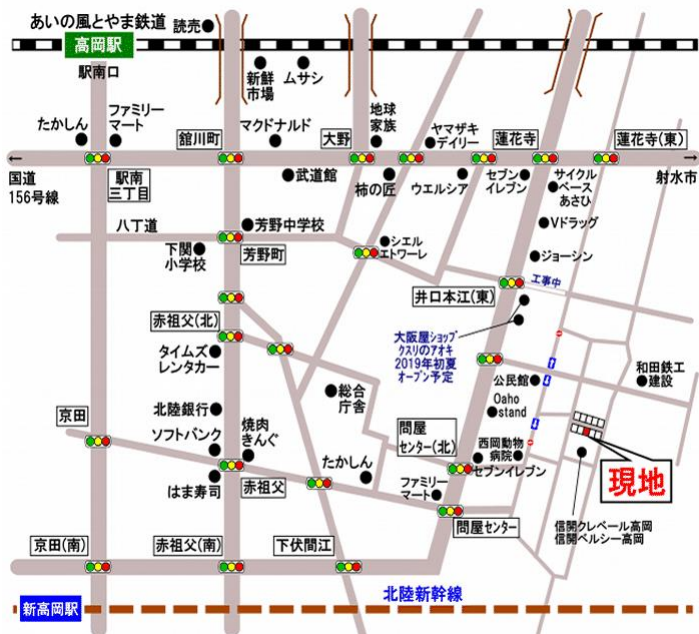 あいの風とやま鉄道
読売
高岡駅
駅南口
新鮮
市場
ムサシ
たかしん
ファミリー
マート
舘川町
マクドナルド
大野
地球
家族
ヤマザキ
デイリー
蓮花寺
蓮花寺(東)
←
国道
156号線
駅南
三丁目
武道館
柿の匠
ウエルシア
セブン
イレブン
サイクル
ベース
あさひ
→
射水市
八丁道
下関
小学校
芳野中学校
芳野町
シエル
エトワーレ
Vドラッグ
ジョーシン
井口本江(東)
工事中
赤祖父(北)
タイムズ
レンタカー
大阪屋ショップ
クスリのアオキ
2019年初夏
オープン予定
総合
庁舎
公民館
Oaho
stand
和田鉄工
建設
京田
北陸銀行
ソフトバンク
焼肉
きんぐ
問屋
センター(北)
西岡動物
病院
セブンイレブン
現地
はま寿司
赤祖父
たかしん
ファミリー
マート
問屋センター
信開クレベール高岡
信開ベルシー高岡
京田(南)
赤祖父(南)
下伏間江
北陸新幹線
新高岡駅